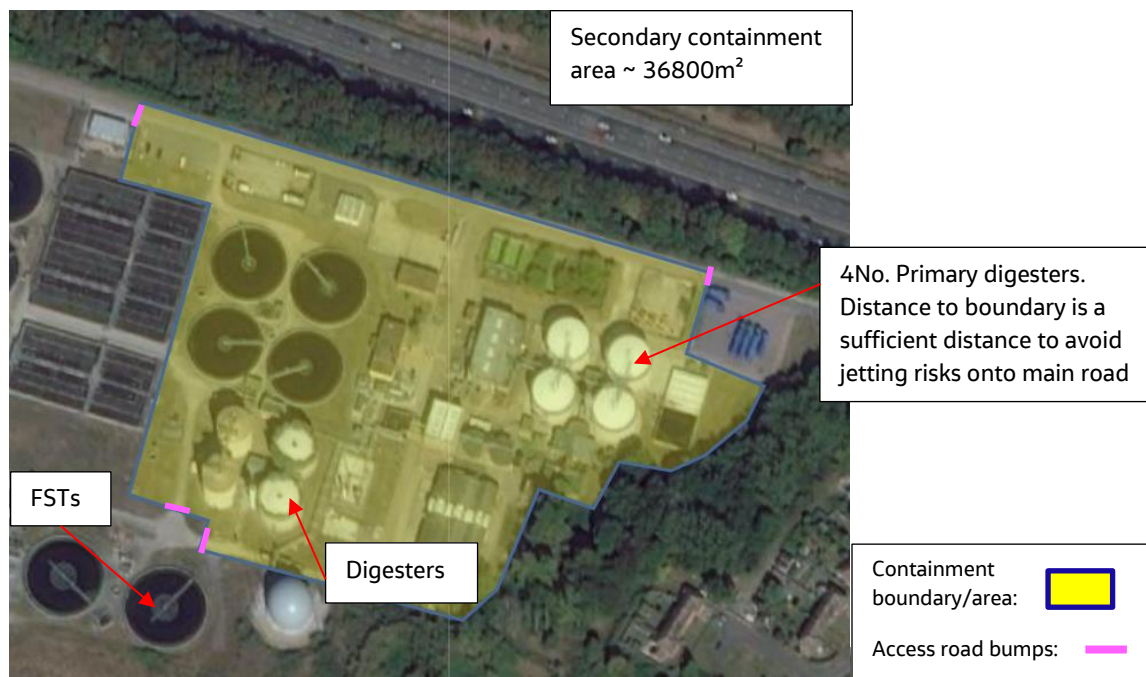 Secondary containment
area ~ 36800m²
4No. Primary digesters.
Distance to boundary is a
sufficient distance to avoid
jetting risks onto main road
FSTs
Digesters
Containment
boundary/area:
Access road bumps: